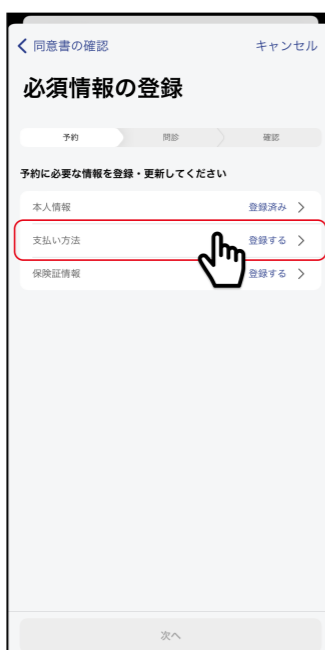 同意書の確認 キャンセル
必須情報の登録
予約 問診 確認
予約に必要な情報を登録・更新してください
本人情報 登録済み
支払い方法 登録する
保険証情報 登録する
次へ